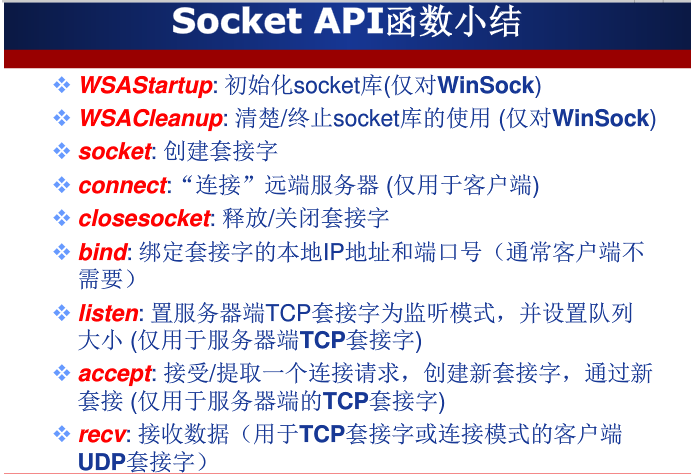 Socket API函数小结
WSAStartup: 初始化socket库(仅对WinSock)
WSACleanup: 清楚/终止socket库的使用 (仅对WinSock)
socket: 创建套接字
connect:“连接”远端服务器 (仅用于客户端)
closesocket: 释放/关闭套接字
bind: 绑定套接字的本地IP地址和端口号（通常客户端不
需要）
listen: 置服务器端TCP套接字为监听模式，并设置队列
大小 (仅用于服务器端TCP套接字)
accept: 接受/提取一个连接请求，创建新套接字，通过新
套接 (仅用于服务器端的TCP套接字)
recv: 接收数据（用于TCP套接字或连接模式的客户端
UDP套接字）